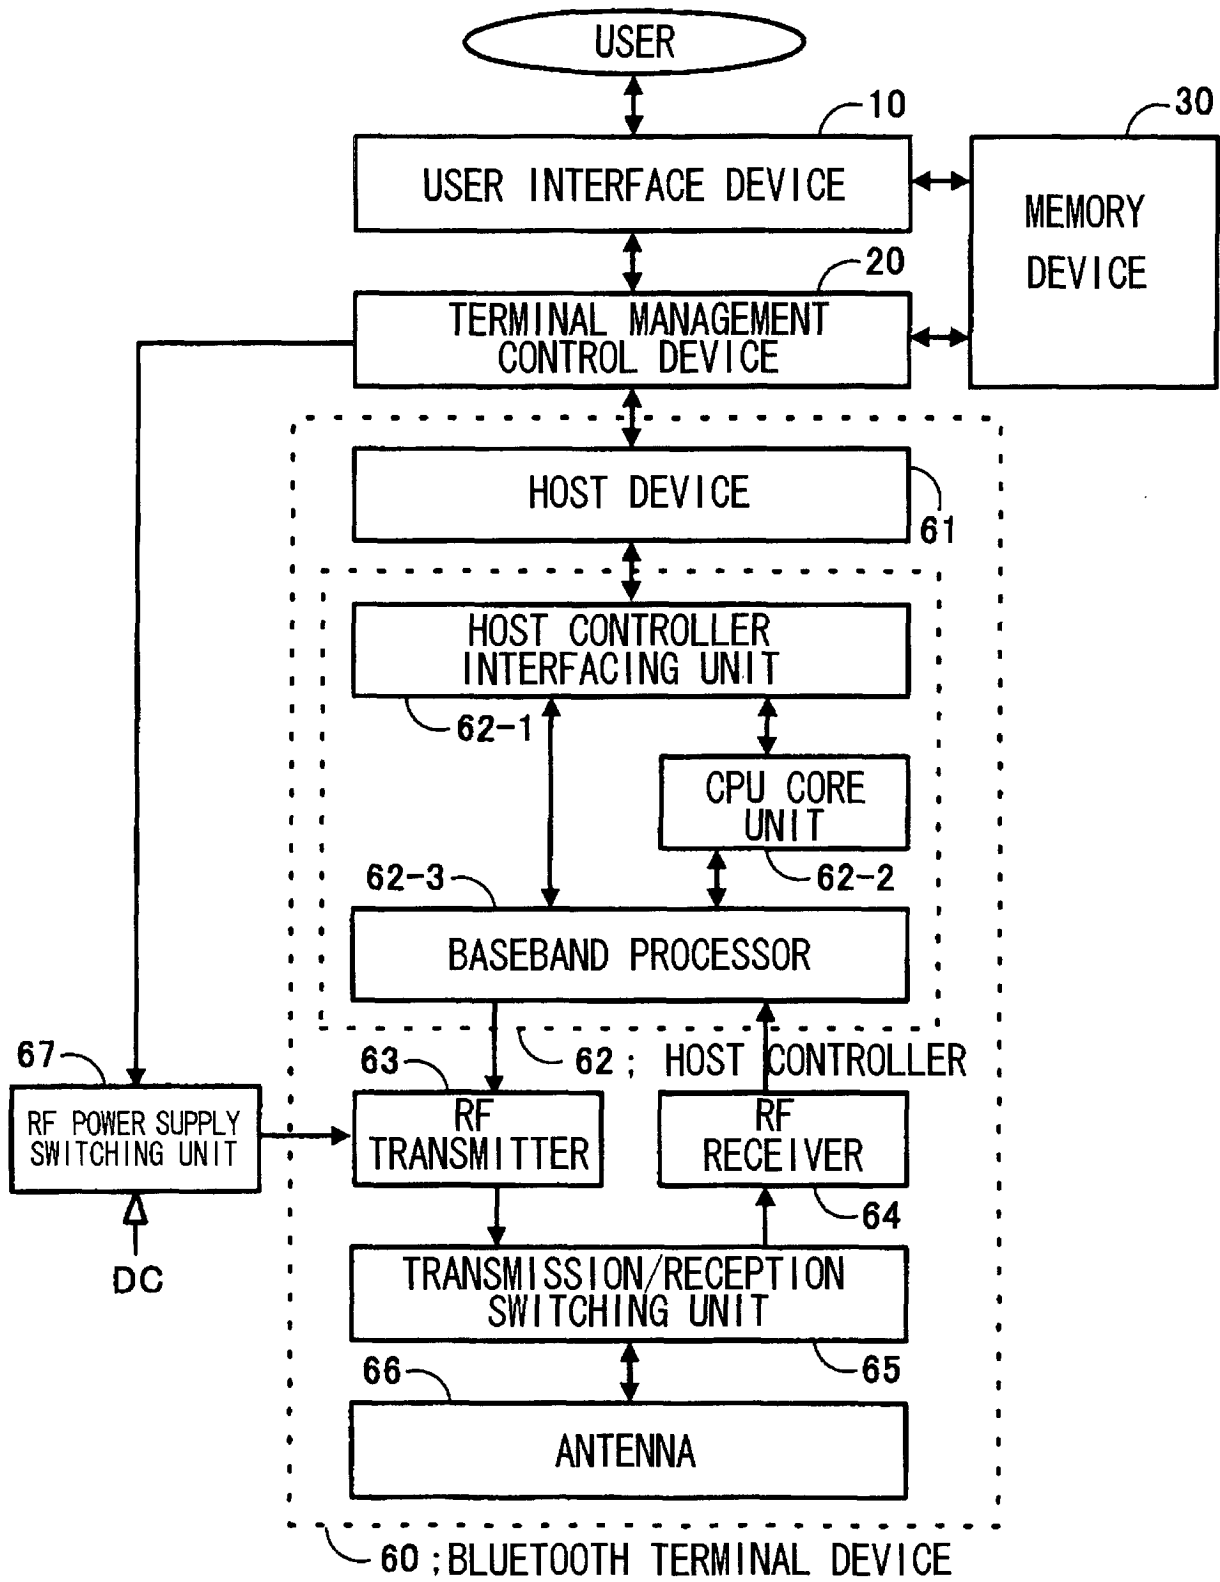 USER
10
30
USER INTERFACE DEVICE
MEMORY
DEVICE
20
TERMINAL MANAGEMENT
CONTROL DEVICE
HOST DEVICE
61
HOST CONTROLLER
INTERFACING UNIT
62-1
CPU CORE
UNIT
62-3
62-2
BASEBAND PROCESSOR
67
63
62; HOST CONTROLLER
RF POWER SUPPLY
SWITCHING UNIT
RF
TRANSMITTER
RF
RECEIVER
64
DC
TRANSMISSION/RECEPTION
SWITCHING UNIT
66
65
ANTENNA
60;BLUETOOTH TERMINAL DEVICE